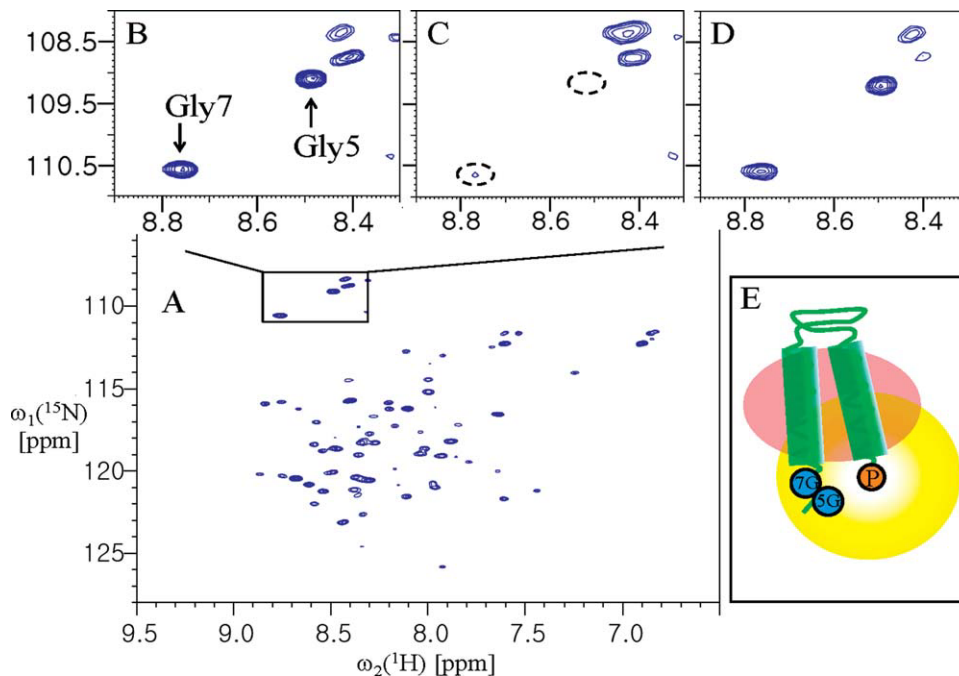 B
C
D
108.5
109.5
110.5
Gly7
Gly5
8.8 8.6 8.4
8.8 8.6 8.4
8.8 8.6 8.4
A
110
115
120
125
ω1(15N)
[ppm]
9.5 9.0 8.5 8.0 7.5 7.0
ω2(1H) [ppm]
E
7G
5G
P